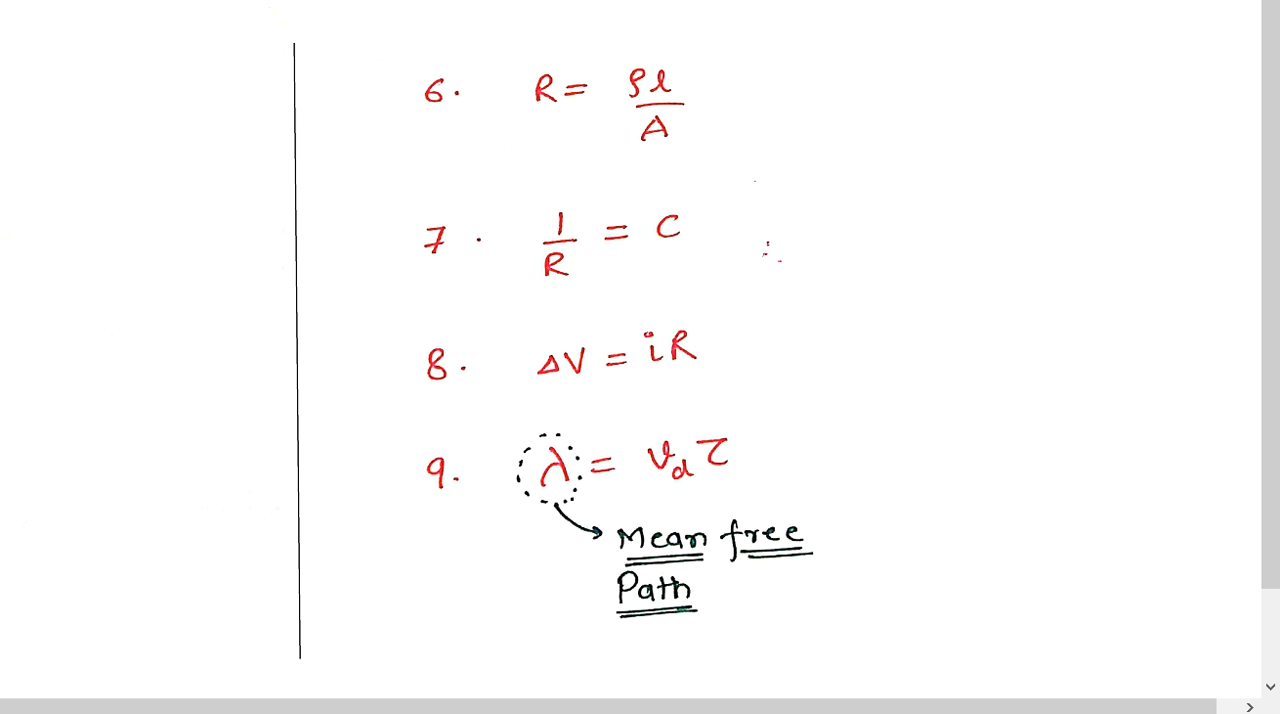 6. R = ρl/A
7. 1/R = C
8. ΔV = iR
9. λ = v_d τ
Mean free
Path